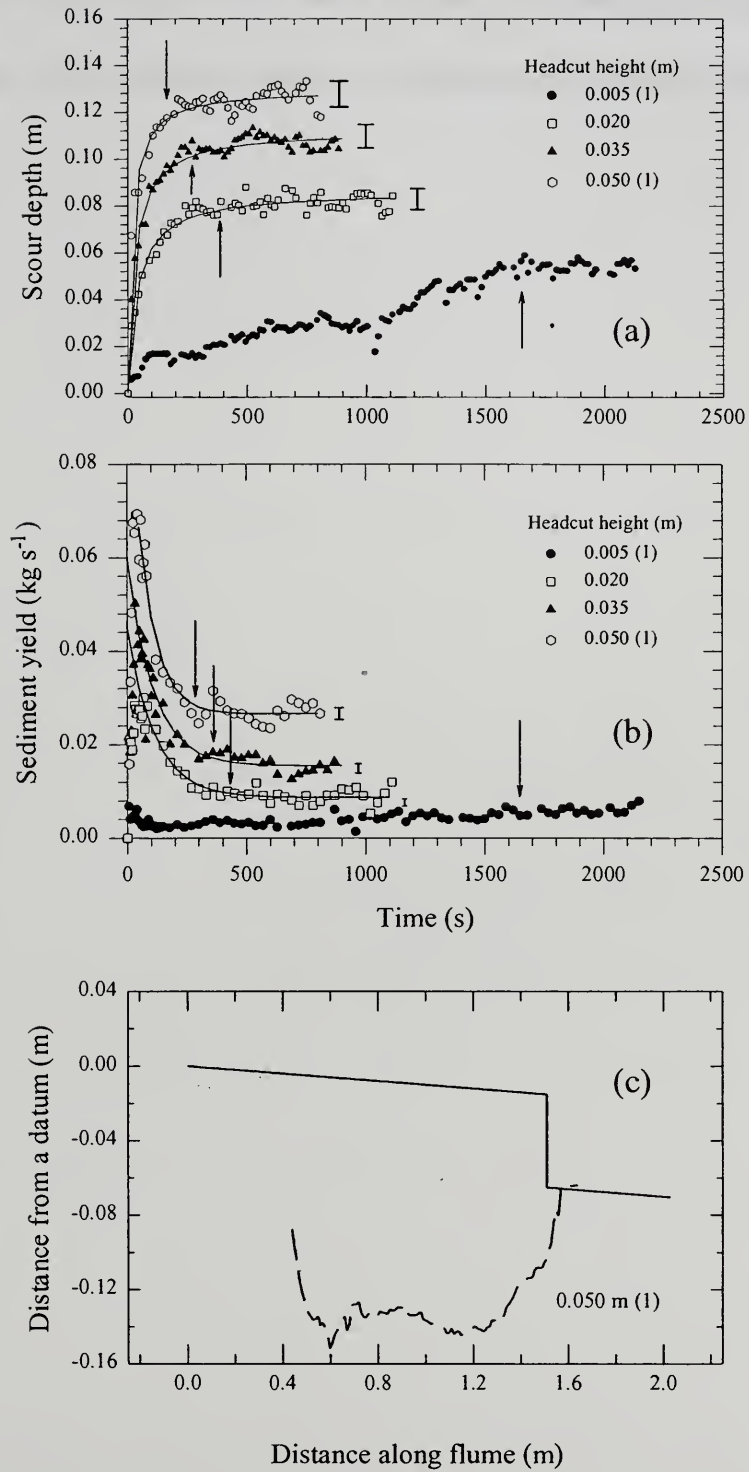 0.16
0.14
0.12
0.10
0.08
0.06
0.04
0.02
0.00
Scour depth (m)
Headcut height (m)
0.005 (1)
0.020
0.035
0.050 (1)
(a)
0 500 1000 1500 2000 2500
0.08
0.06
0.04
0.02
0.00
Sediment yield (kg s⁻¹)
Headcut height (m)
0.005 (1)
0.020
0.035
0.050 (1)
(b)
0 500 1000 1500 2000 2500
Time (s)
0.04
0.00
-0.04
-0.08
-0.12
-0.16
Distance from a datum (m)
(c)
0.050 m (1)
0.0 0.4 0.8 1.2 1.6 2.0
Distance along flume (m)